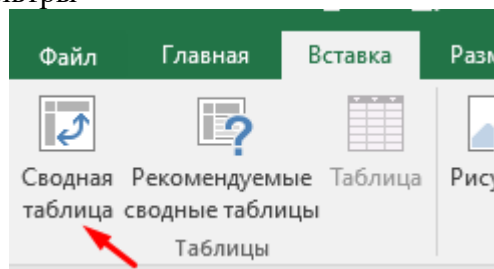 Файл Главная Вставка
Сводная Рекомендуемые Таблица
таблица сводные таблицы
Таблицы